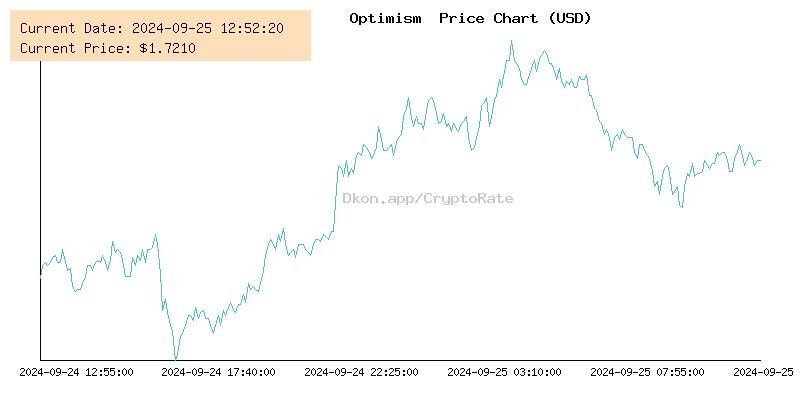 Optimism  Price Chart (USD)
Current Date: 2024-09-25 12:52:20
Current Price: $1.7210
Dkon.app/CryptoRate
2024-09-24 12:55:00 2024-09-24 17:40:00 2024-09-24 22:25:00 2024-09-25 03:10:00 2024-09-25 07:55:00 2024-09-25